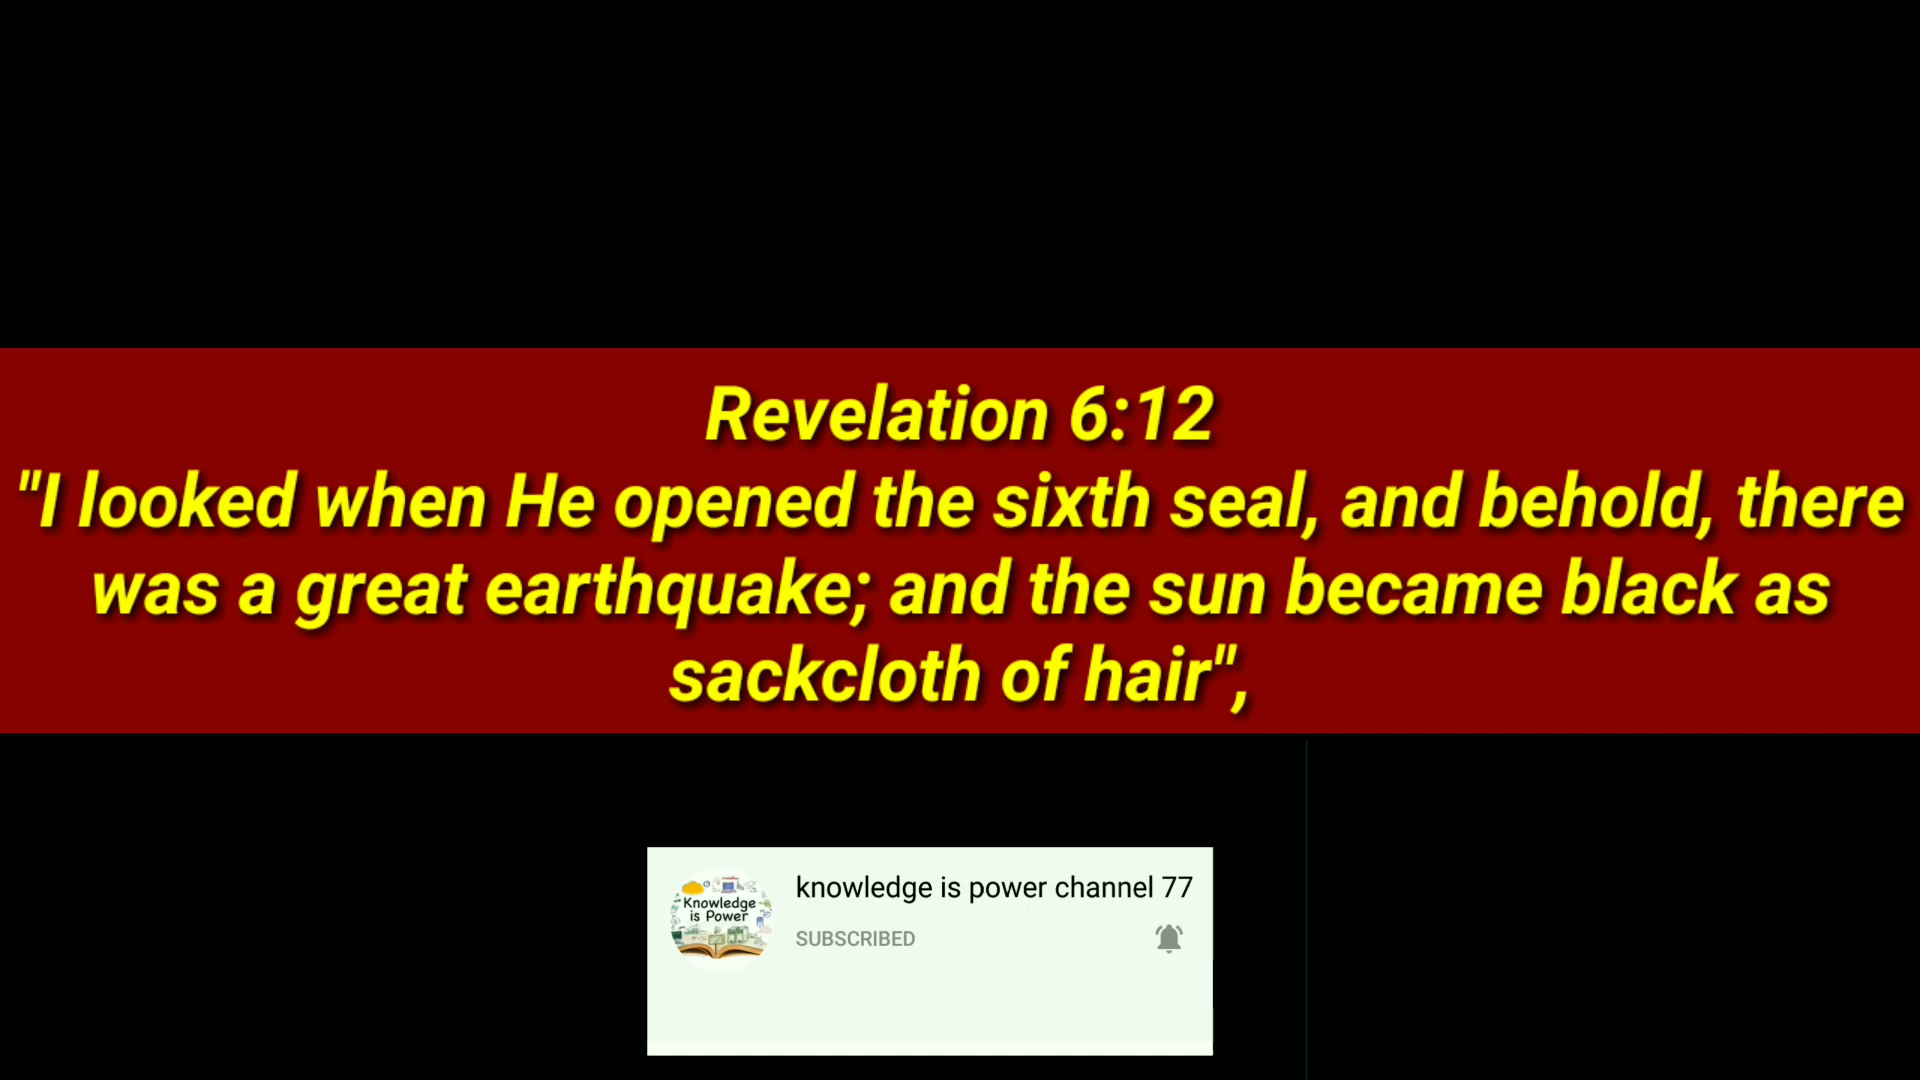 Revelation 6:12
"I looked when He opened the sixth seal, and behold, there
was a great earthquake; and the sun became black as
sackcloth of hair",
knowledge is power channel 77
Knowledge
is Power
SUBSCRIBED